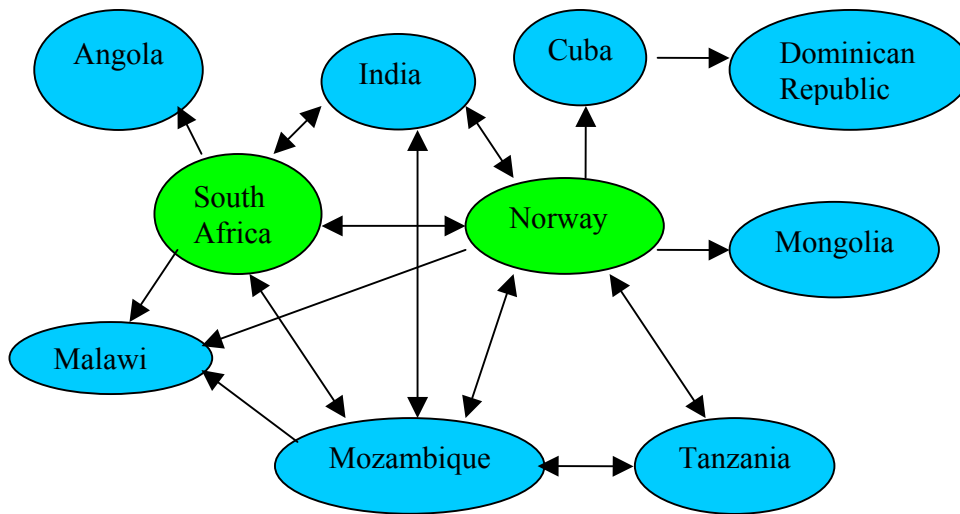 Angola
India
Cuba
Dominican
Republic
South
Africa
Norway
Mongolia
Malawi
Mozambique
Tanzania